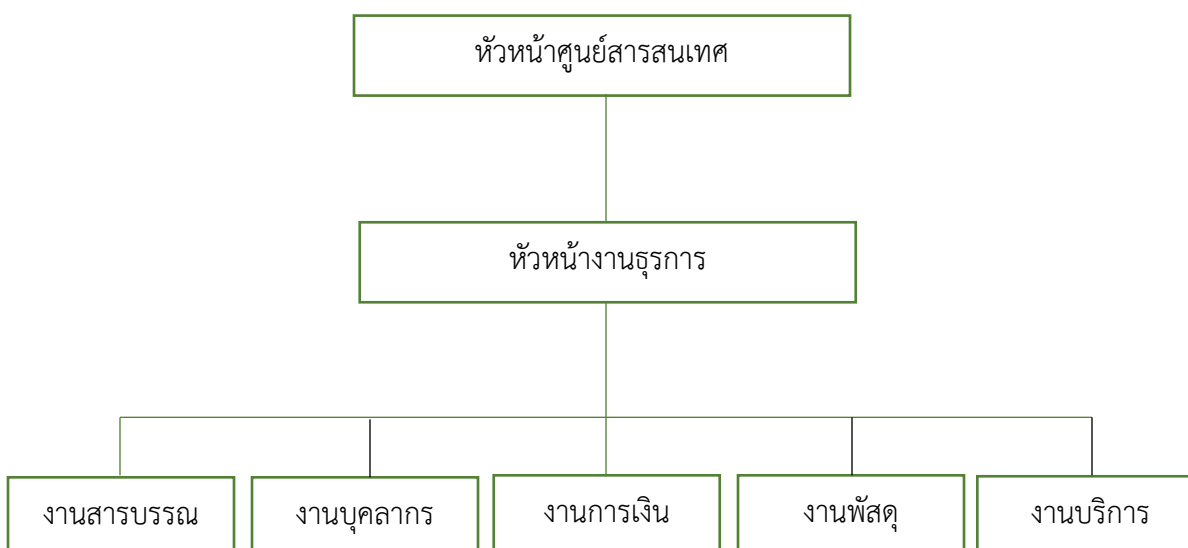 หัวหน้าศูนย์สารสนเทศ
หัวหน้างานธุรการ
งานสารบรรณ
งานบุคลากร
งานการเงิน
งานพัสดุ
งานบริการ